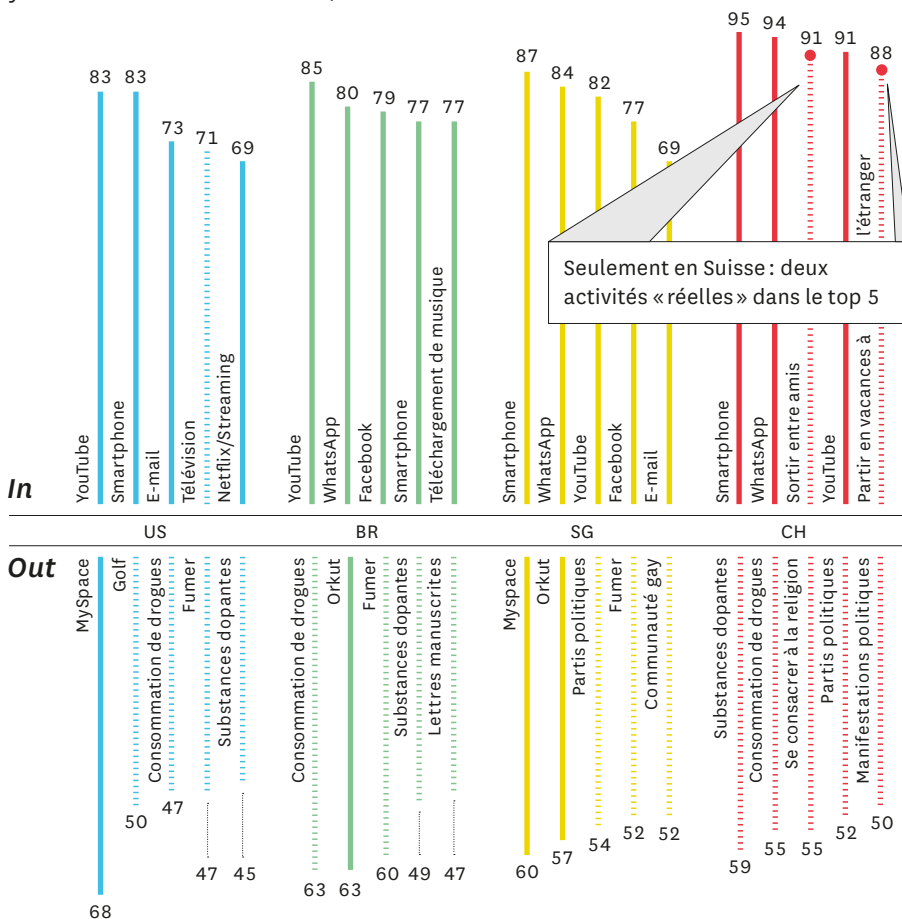 83 83 73 71 69
85 80 79 77 77
87 84 82 77 69
95 94 91 91 88
YouTube
Smartphone
E-mail
Télévision
Netflix/Streaming
YouTube
WhatsApp
Facebook
Smartphone
Téléchargement de musique
Smartphone
WhatsApp
YouTube
Facebook
E-mail
Smartphone
WhatsApp
Sortir entre amis
YouTube
Partir en vacances à
l'étranger
Seulement en Suisse : deux
activités « réelles » dans le top 5
In
US BR SG CH
Out
MySpace
Golf
Consommation de drogues
Fumer
Substances dopantes
Consommation de drogues
Orkut
Fumer
Substances dopantes
Lettres manuscrites
Myspace
Orkut
Partis politiques
Fumer
Communauté gay
Substances dopantes
Consommation de drogues
Se consacrer à la religion
Partis politiques
Manifestations politiques
68 50 47 47 45
63 63 60 49 47
60 57 54 52 52
59 55 55 52 50